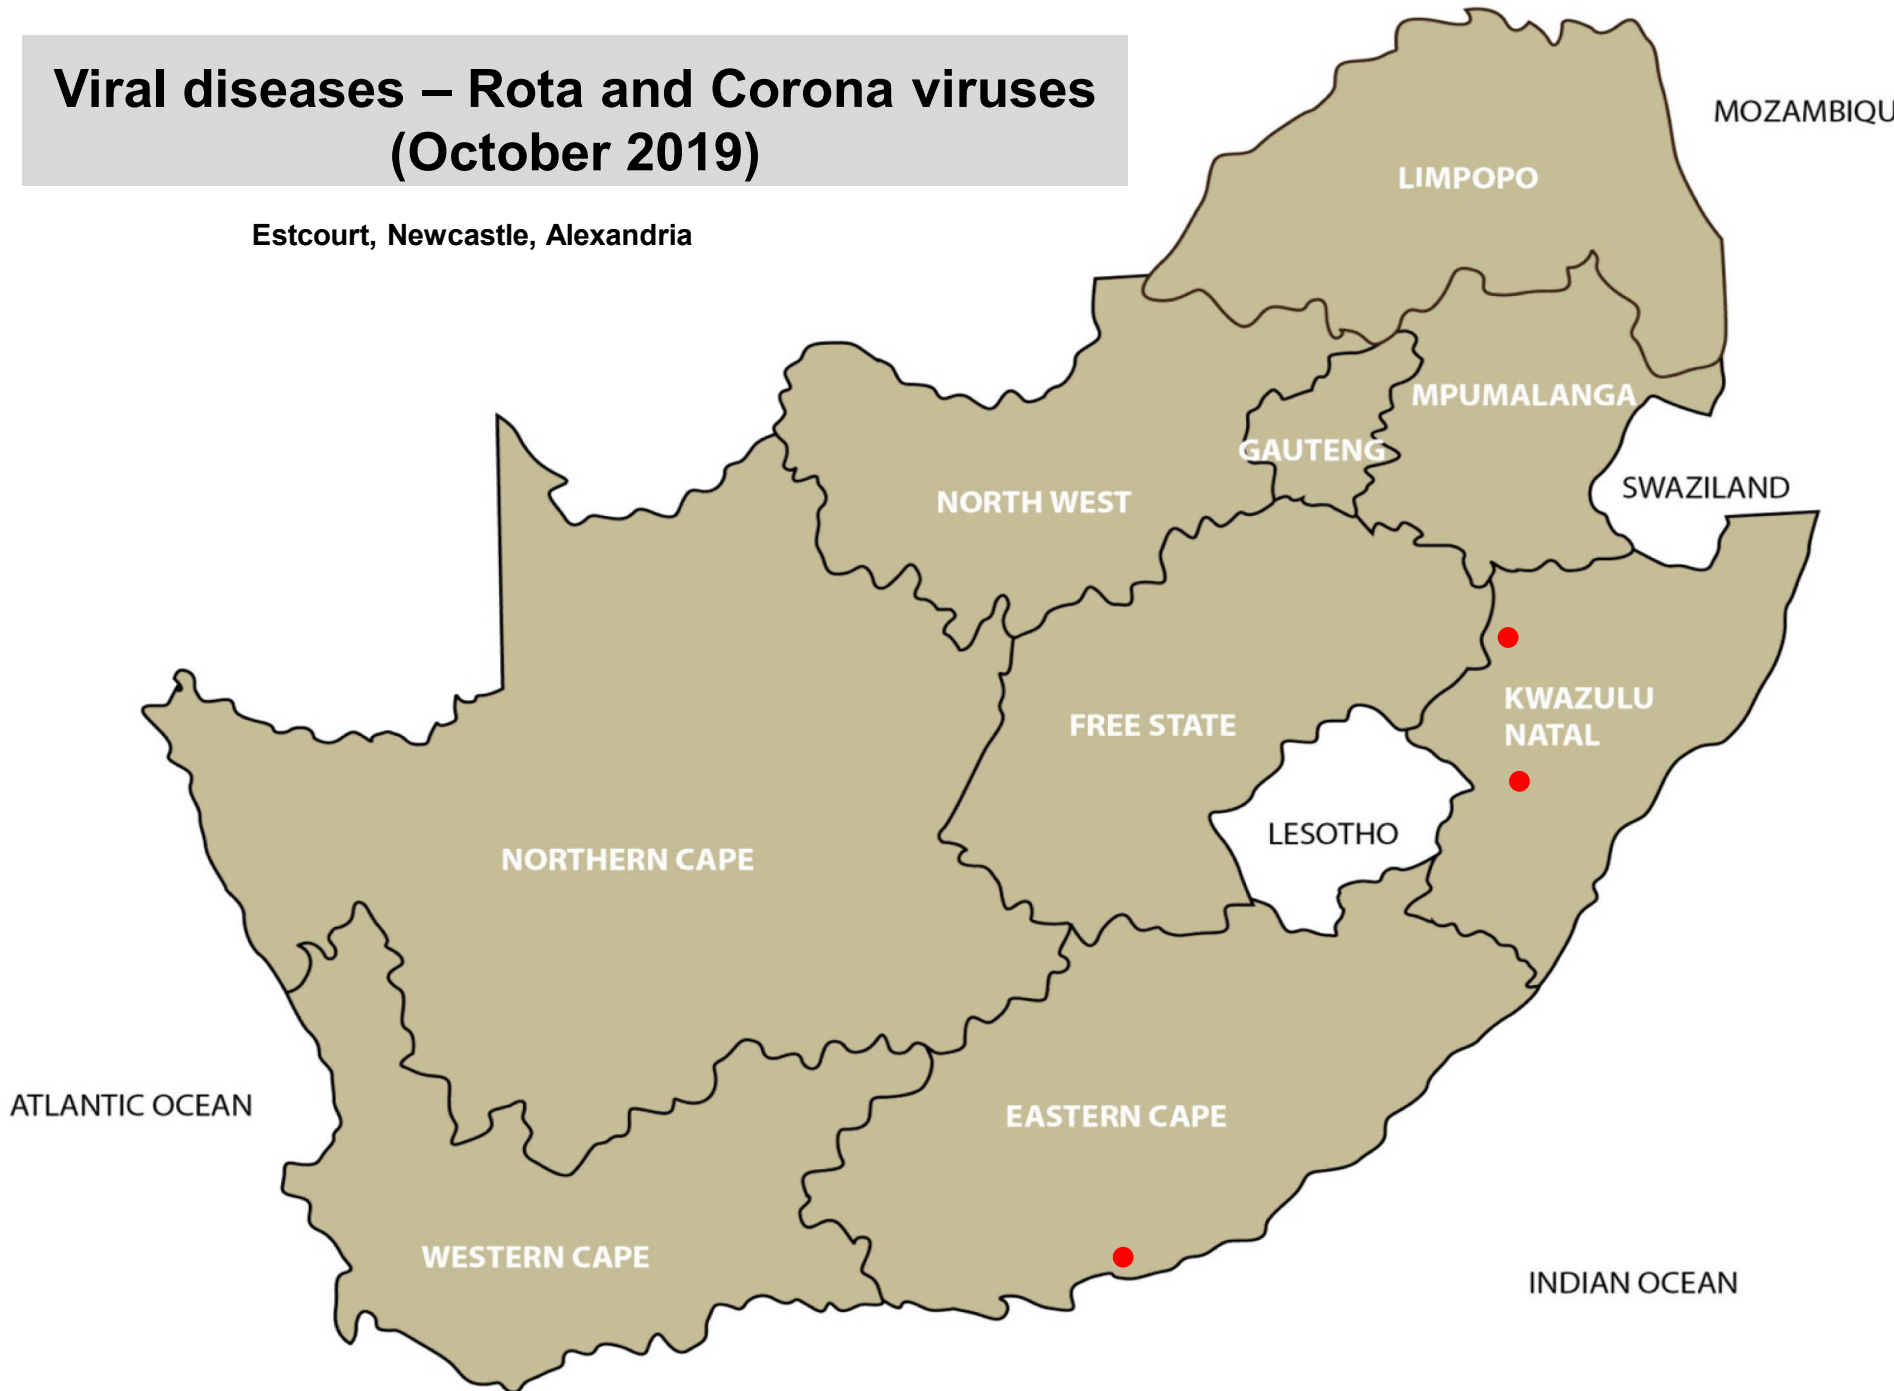 Viral diseases – Rota and Corona viruses
(October 2019)
Estcourt, Newcastle, Alexandria
MOZAMBIQU
LIMPOPO
MPUMALANGA
GAUTENG
SWAZILAND
NORTH WEST
KWAZULU
NATAL
FREE STATE
LESOTHO
NORTHERN CAPE
ATLANTIC OCEAN
EASTERN CAPE
WESTERN CAPE
INDIAN OCEAN